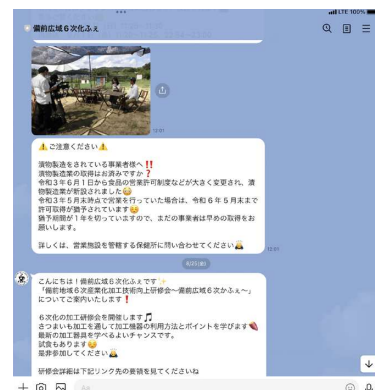 LTE 100%
備前広域6次化ふぇ
12:51
⚠ご注意ください⚠
漬物製造をされている事業者様へ‼
漬物製造業の取得はお済みですか?
令和3年6月1日から食品の営業許可制度などが大きく変更され、漬
物製造業が新設されました
令和3年5月末時点で営業を行っていた場合は、令和6年5月末まで
許可取得が猶予されています
猶予期間が1年を切っていますので、まだの事業者は早めの取得をお
願いします。
詳しくは、営業施設を管轄する保健所に問い合わせてください
12:51
こんにちは!備前広域6次化ふぇです✨
「備前地域6次産業化加工技術向上研修会~備前広域6次かふぇ~」
についてご案内いたします❗
6次化の加工研修会を開催します🎵
さつまいも加工を通して加工機器の利用方法とポイントを学びます🍠
最新の加工器具を学べるよいチャンスです。
試食もあります
是非参加してください
研修会詳細は下記リンク先の要領を見てくださいね
Aa